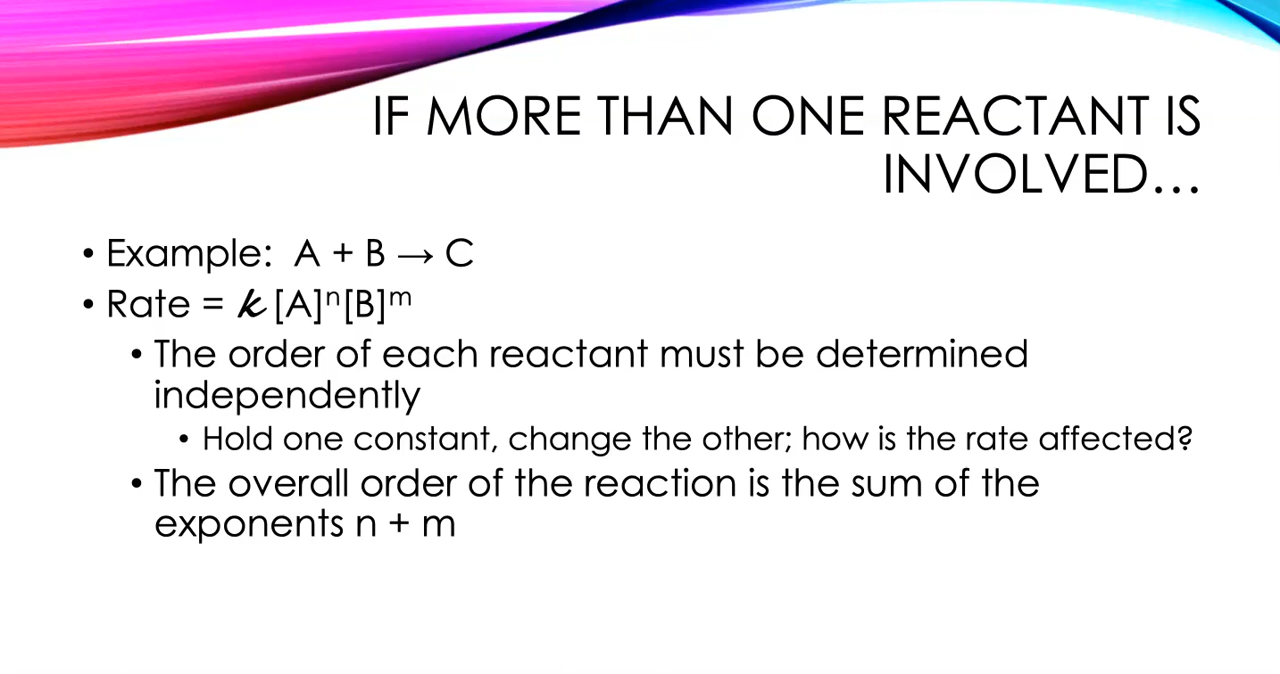 IF MORE THAN ONE REACTANT IS
INVOLVED…
• Example:  A + B → C
• Rate = 𝓀 [A]ⁿ[B]ᵐ
• The order of each reactant must be determined
independently
• Hold one constant, change the other; how is the rate affected?
• The overall order of the reaction is the sum of the
exponents n + m